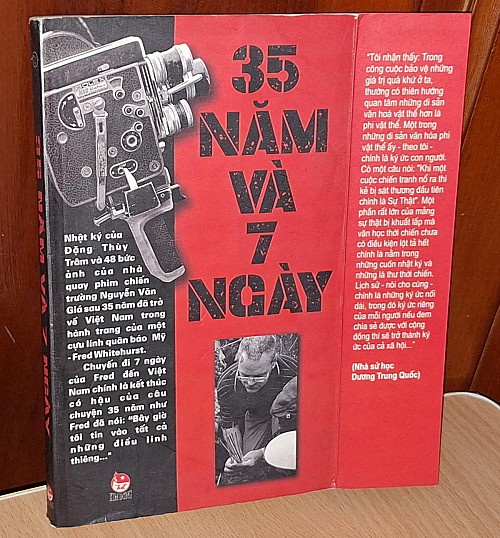 35 NĂM VÀ 7 NGÀY
35
NĂM
VÀ
7
NGÀY
Nhật ký của
Đặng Thùy
Trâm và 48 bức
ảnh của nhà
quay phim chiến
trường Nguyễn Văn
Giá sau 35 năm đã trở
về Việt Nam trong
hành trang của một
cựu lính quân báo Mỹ
- Fred Whitehurst.
Chuyến đi 7 ngày
của Fred đến Việt
Nam chính là kết thúc
có hậu của câu
chuyện 35 năm như
Fred đã nói: “Bây giờ
tôi tin vào tất cả
những điều linh
thiêng...”
KIM ĐỒNG
“Tôi nhận thấy: Trong
công cuộc bảo vệ những
giá trị quá khứ ở ta,
thường có thiên hướng
quan tâm những di sản
văn hoá vật thể hơn là
phi vật thể. Một trong
những di sản văn hóa phi
vật thể ấy - theo tôi -
chính là ký ức con người.
Có một câu nói: "Khi một
cuộc chiến tranh nổ ra thì
kẻ bị sát thương đầu tiên
chính là Sự Thật". Một
phần rất lớn của mảng
sự thật bị khuất lấp mà
văn học thời chiến chưa
có điều kiện lột tả hết
chính là nằm trong
những cuốn nhật ký và
những lá thư thời chiến.
Lịch sử - nói cho cùng -
chính là những ký ức nối
dài, trong đó ký ức riêng
của mỗi người nếu đem
chia sẻ được với cộng
đồng thì sẽ trở thành ký
ức của cả xã hội...”
(Nhà sử học
Dương Trung Quốc)